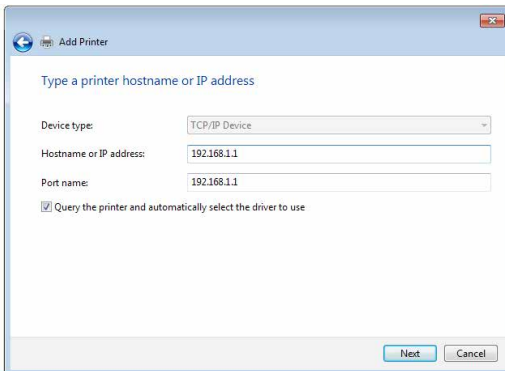 Add Printer
Type a printer hostname or IP address
Device type: TCP/IP Device
Hostname or IP address: 192.168.1.1
Port name: 192.168.1.1
Query the printer and automatically select the driver to use
Next Cancel